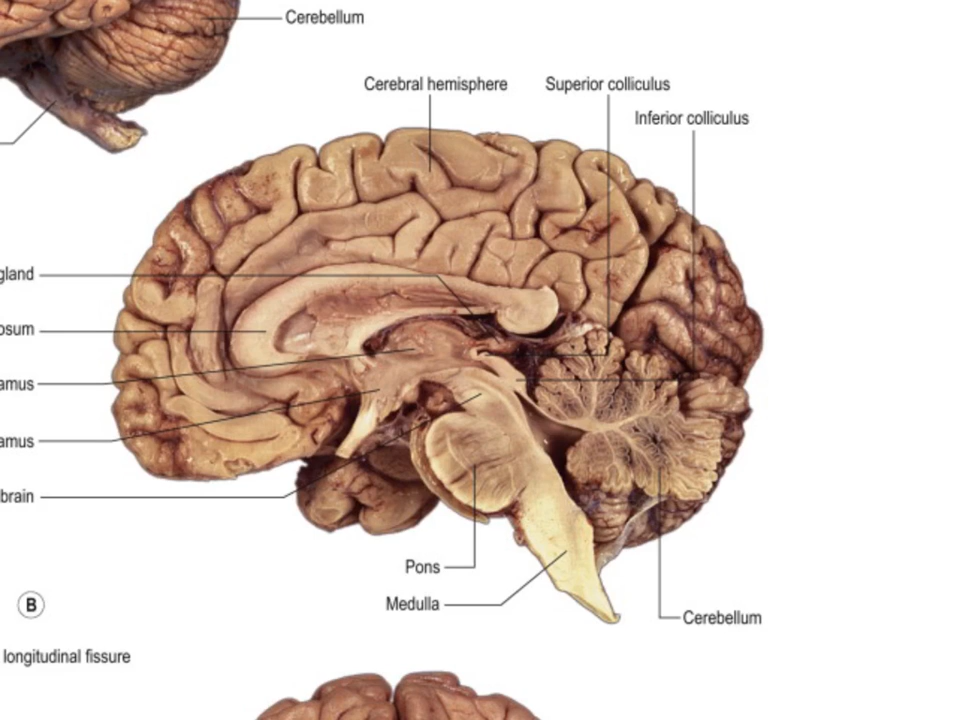 Cerebellum
Cerebral hemisphere
Superior colliculus
Inferior colliculus
gland
osum
amus
amus
brain
Pons
Medulla
Cerebellum
B
longitudinal fissure